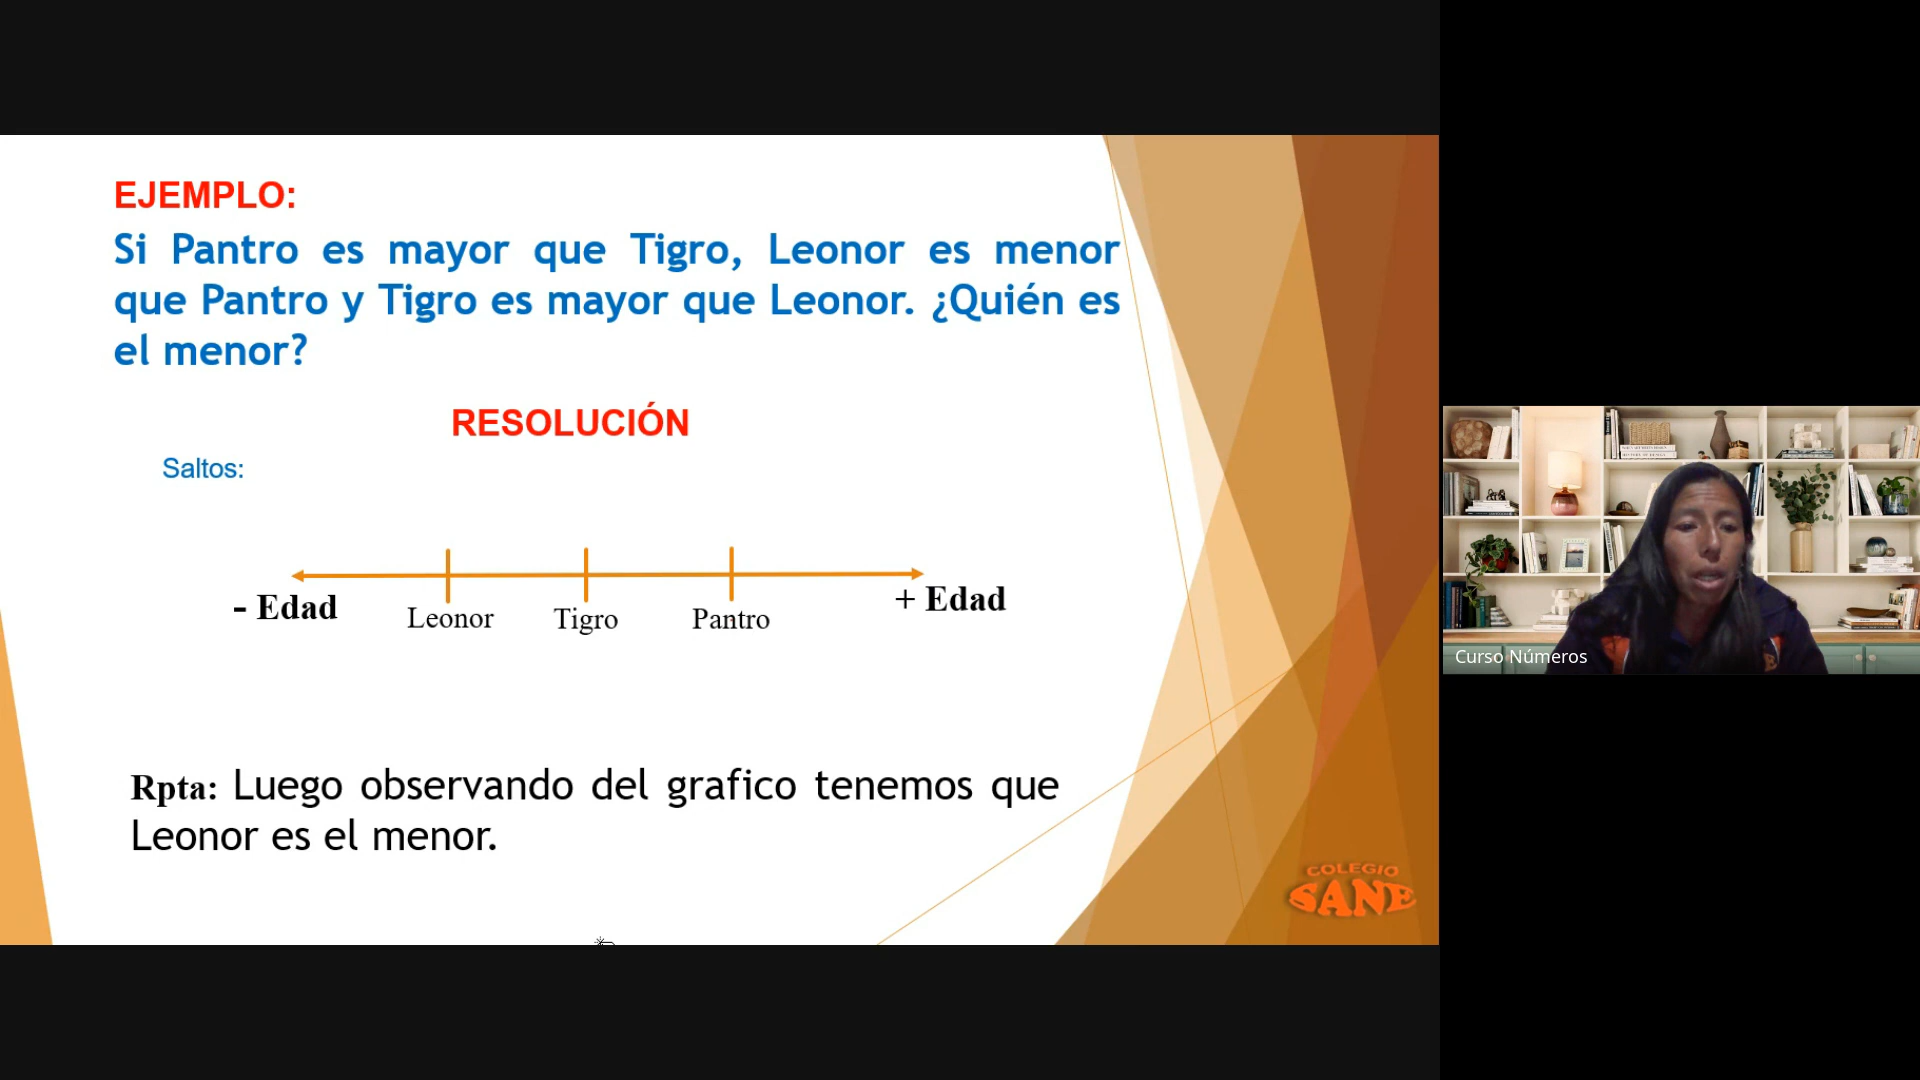 EJEMPLO:
Si Pantro es mayor que Tigro, Leonor es menor
que Pantro y Tigro es mayor que Leonor. ¿Quién es
el menor?
RESOLUCIÓN
Saltos:
- Edad
Leonor
Tigro
Pantro
+ Edad
Rpta: Luego observando del grafico tenemos que
Leonor es el menor.
COLEGIO
SANE
Curso Números